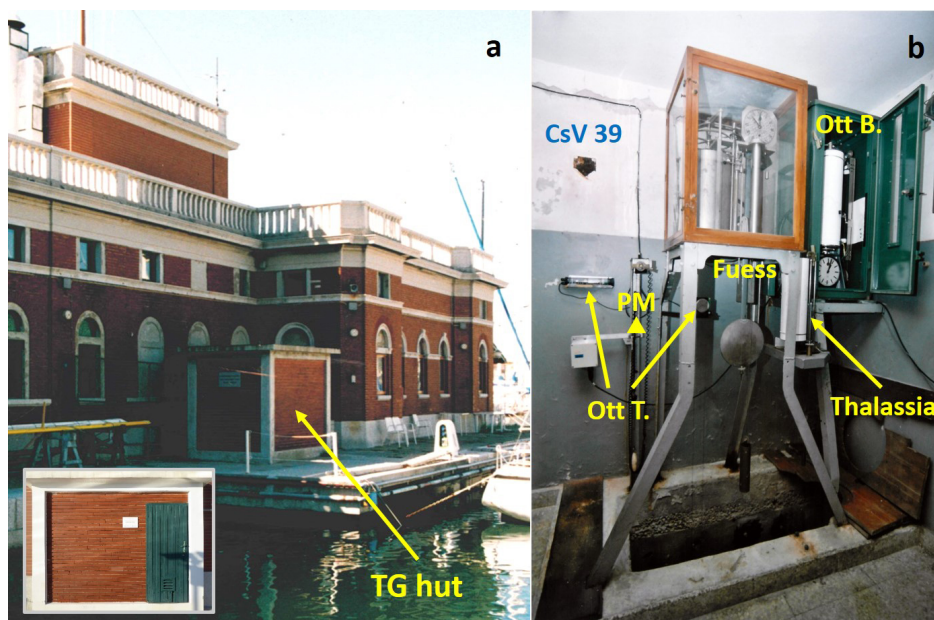 a
TG hut
b
CsV 39
Ott B.
Fuess
PM
Ott T.
Thalassia